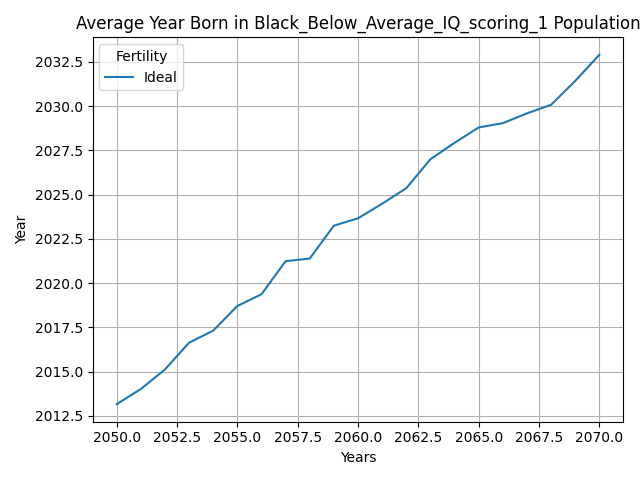 Average Year Born in Black_Below_Average_IQ_scoring_1 Population
Fertility
Ideal
2032.5
2030.0
2027.5
2025.0
2022.5
2020.0
2017.5
2015.0
2012.5
Year
2050.0 2052.5 2055.0 2057.5 2060.0 2062.5 2065.0 2067.5 2070.0
Years